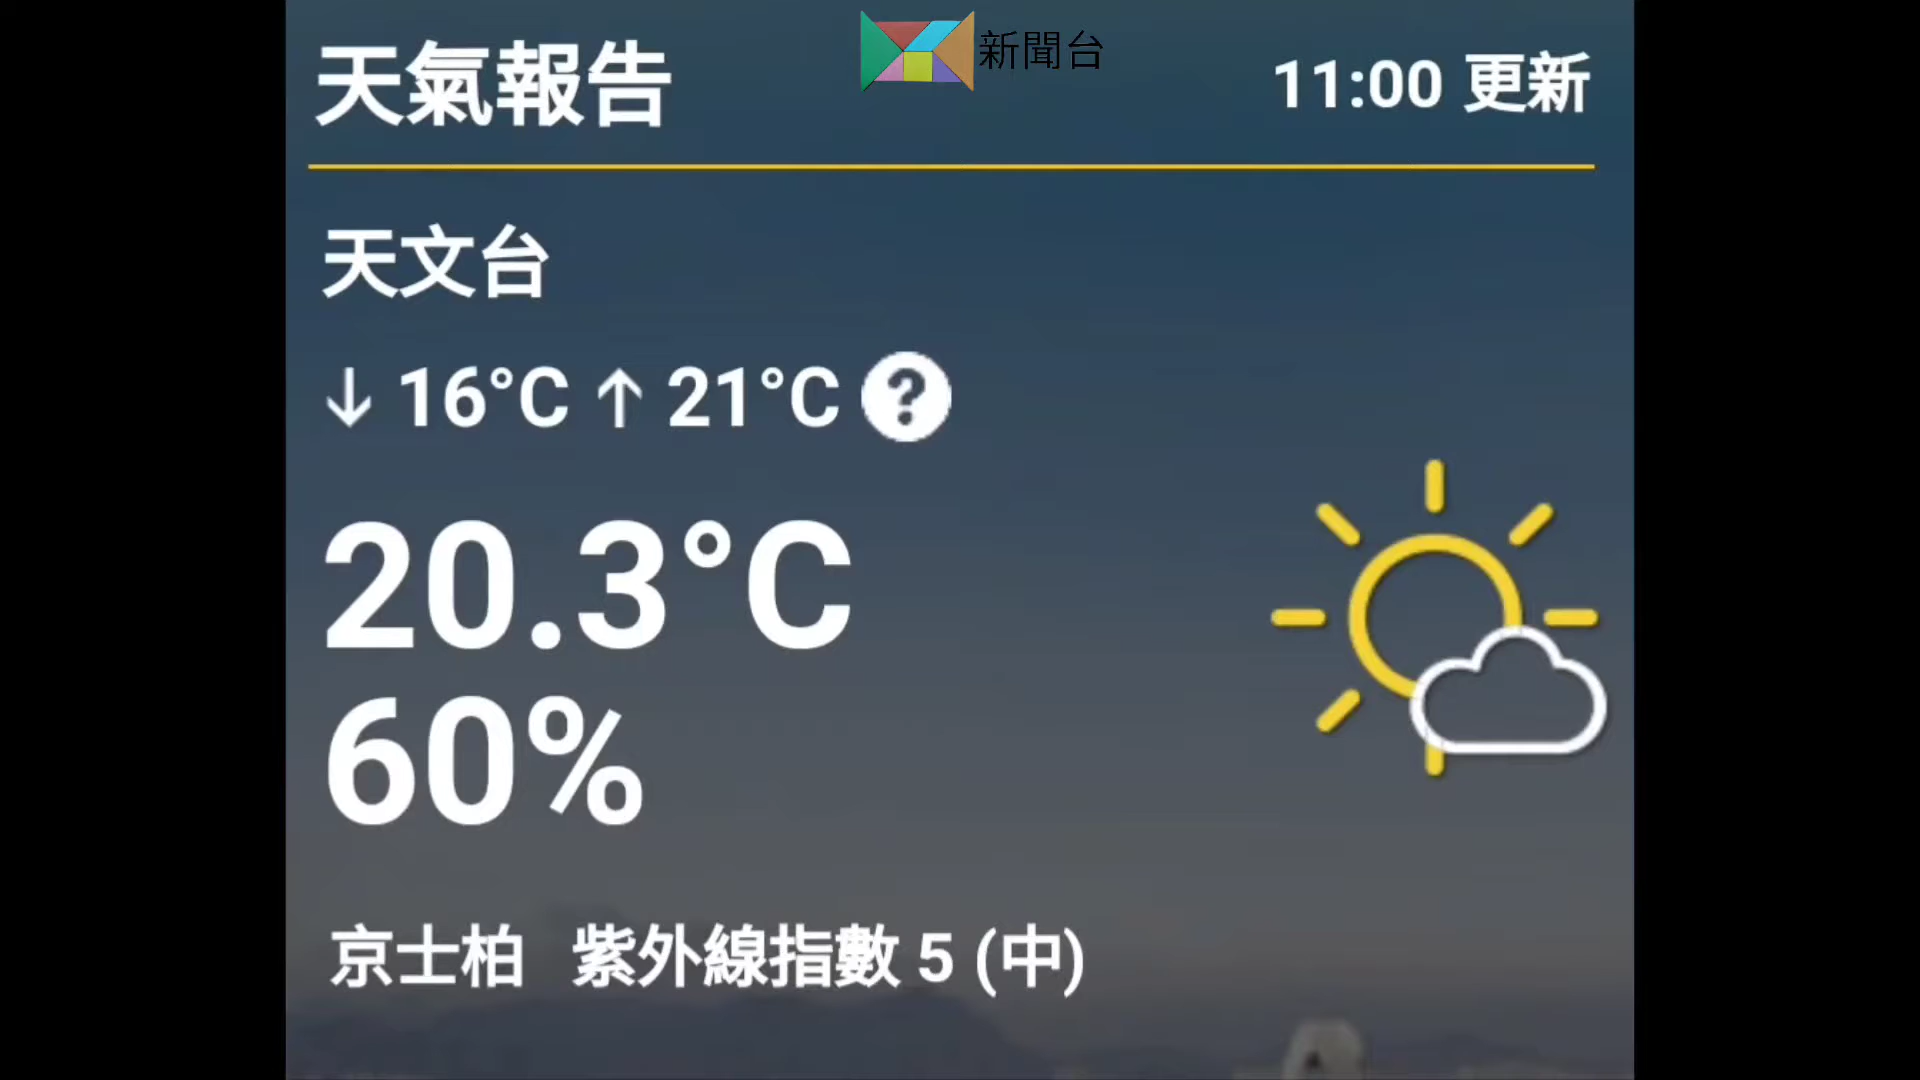 天氣報告
新聞台
11:00 更新
天文台
↓ 16°C ↑ 21°C ?
20.3°C
60%
京士柏 紫外線指數 5 (中)